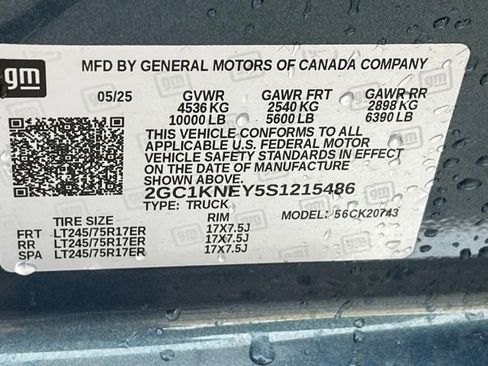 gm
MFD BY GENERAL MOTORS OF CANADA COMPANY
05/25 GVWR GAWR FRT GAWR RR
4536 KG 2540 KG 2898 KG
10000 LB 5600 LB 6390 LB
THIS VEHICLE CONFORMS TO ALL
APPLICABLE U.S. FEDERAL MOTOR
VEHICLE SAFETY STANDARDS IN EFFECT
ON THE DATE OF MANUFACTURE
SHOWN ABOVE.
2GC1KNEY5S1215486
TYPE: TRUCK MODEL: 56CK20743
TIRE SIZE RIM
FRT LT245/75R17ER 17X7.5J
RR LT245/75R17ER 17X7.5J
SPA LT245/75R17ER 17X7.5J